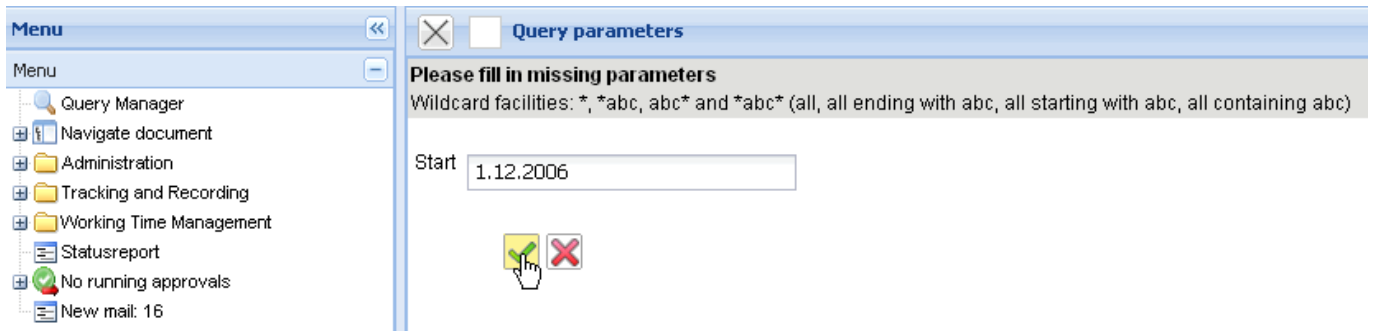 Menu
Menu
Query Manager
Navigate document
Administration
Tracking and Recording
Working Time Management
Statusreport
No running approvals
New mail: 16
Query parameters
Please fill in missing parameters
Wildcard facilities: *, *abc, abc* and *abc* (all, all ending with abc, all starting with abc, all containing abc)
Start 1.12.2006